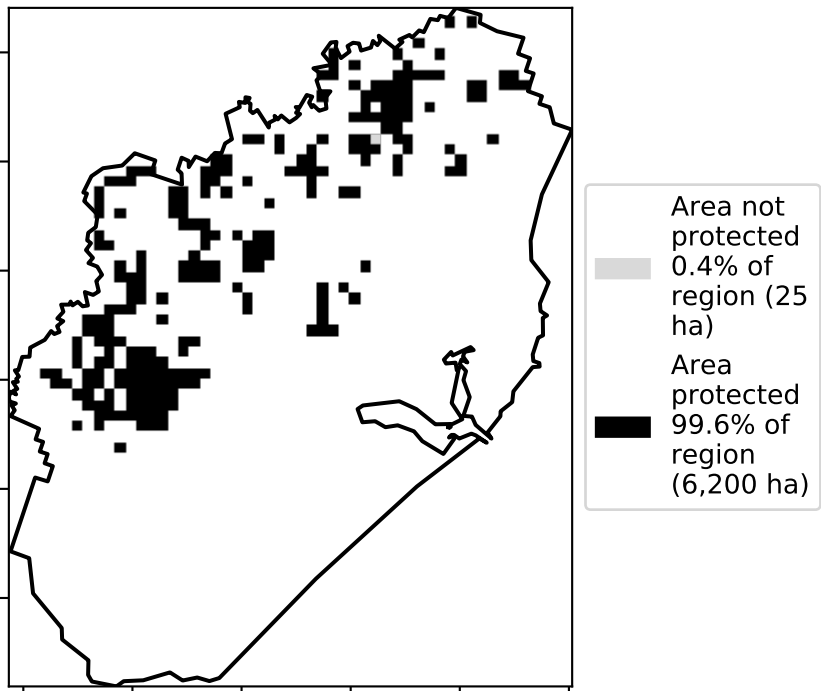 Area not
protected
0.4% of
region (25
ha)
Area
protected
99.6% of
region
(6,200 ha)